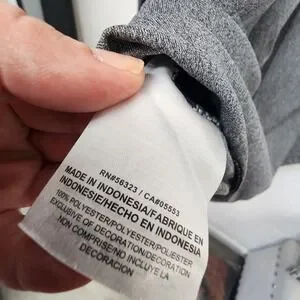 RN#56323 / CA#05553
MADE IN INDONESIA/FABRIQUE EN
INDONESIE/HECHO EN INDONESIA
100% POLYESTER/POLYESTER/POLIESTER
EXCLUSIVE OF DECORATION/DECORATION
NON COMPRISE/NO INCLUYE LA
DECORACION